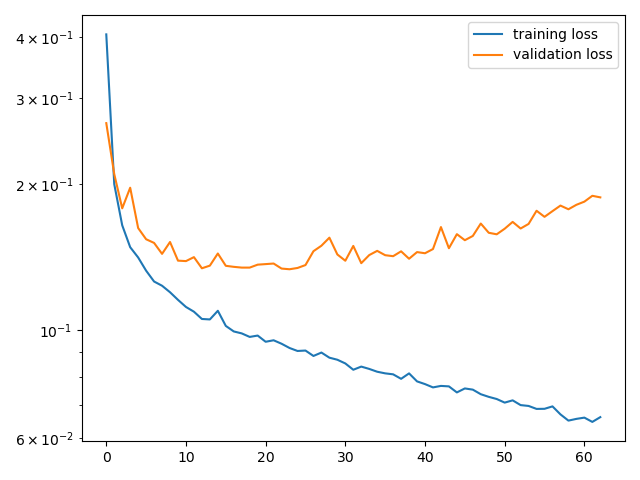 training loss
validation loss
4 × 10⁻¹
3 × 10⁻¹
2 × 10⁻¹
10⁻¹
6 × 10⁻²
0 10 20 30 40 50 60